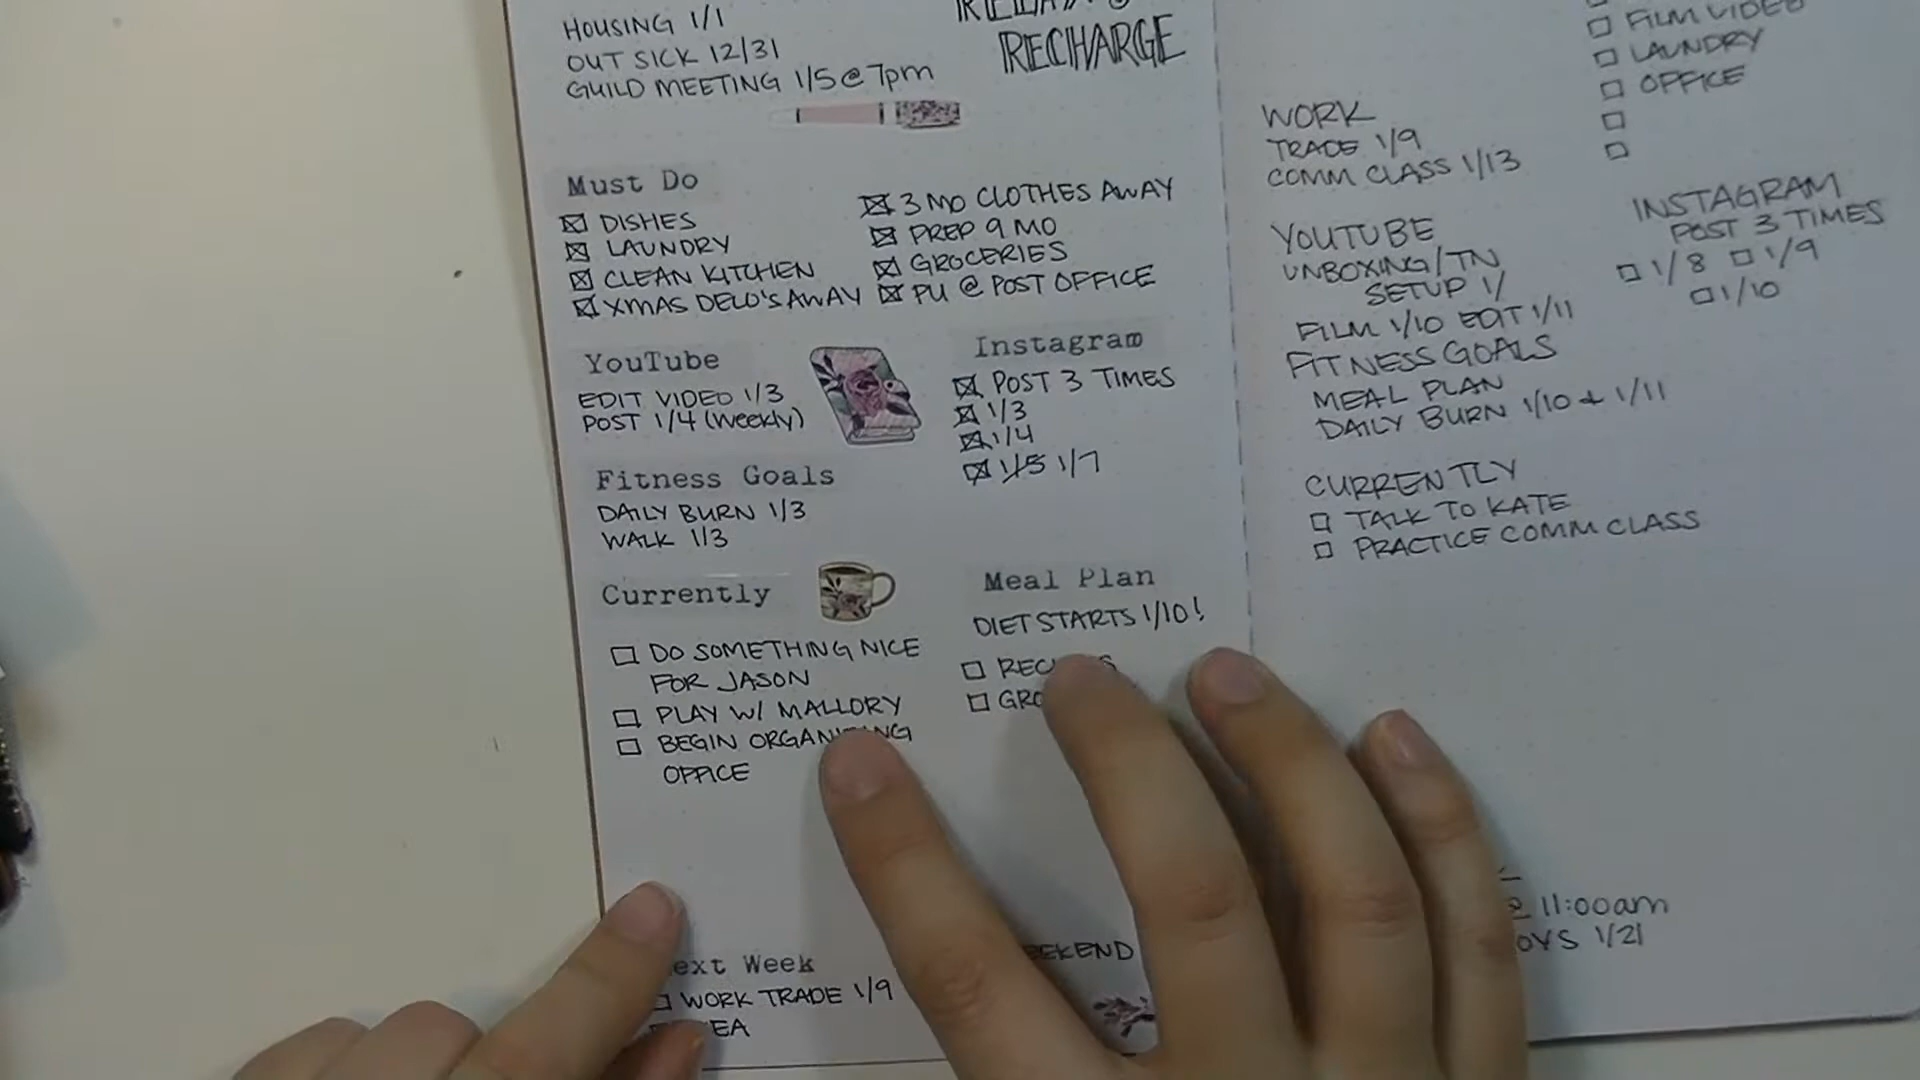 HOUSING 1/1
OUT SICK 12/31
GUILD MEETING 1/5 @ 7pm
RECHARGE
Must Do
DISHES
LAUNDRY
CLEAN KITCHEN
XMAS DECO'S AWAY
3 MO CLOTHES AWAY
PREP 9 MO
GROCERIES
PU @ POST OFFICE
YouTube
EDIT VIDEO 1/3
POST 1/4 (Weekly)
Instagram
POST 3 TIMES
1/3
1/4
1/5 1/7
Fitness Goals
DAILY BURN 1/3
WALK 1/3
Currently
DO SOMETHING NICE
FOR JASON
PLAY W/ MALLORY
BEGIN ORGANIZING
OFFICE
Meal Plan
DIET STARTS 1/10!
Next Week
WORK TRADE 1/9
WEEKEND
FILM VIDEO
LAUNDRY
OFFICE
WORK
TRADE 1/9
COMM CLASS 1/13
YOUTUBE
UNBOXING/TN
SETUP 1/
FILM 1/10 EDIT 1/11
FITNESS GOALS
MEAL PLAN
DAILY BURN 1/10 + 1/11
INSTAGRAM
POST 3 TIMES
1/8 1/9
1/10
CURRENTLY
TALK TO KATE
PRACTICE COMM CLASS
@ 11:00am
1/21